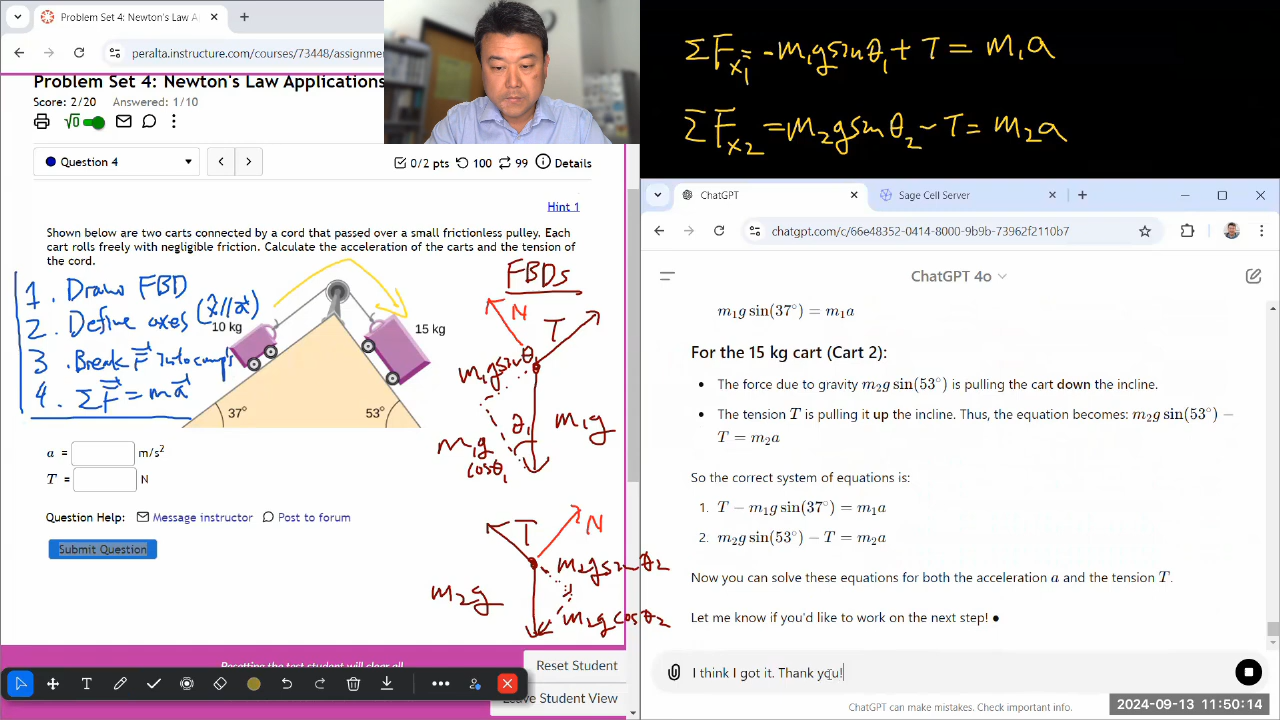 Problem Set 4: Newton's Law A
peralta.instructure.com/courses/73448/assignme
Problem Set 4: Newton's Law Applications
Score: 2/20 Answered: 1/10
√0
Question 4
0/2 pts 100 99 Details
Hint 1
Shown below are two carts connected by a cord that passed over a small frictionless pulley. Each
cart rolls freely with negligible friction. Calculate the acceleration of the carts and the tension of
the cord.
1. Draw FBD
2. Define axes (x̂//a⃗)
3. Break F⃗ into comp's
4. ΣF⃗ = ma⃗
10 kg
15 kg
37°
53°
FBDs
N
T
m₁g sinθ₁
θ₁
m₁g
m₁g
cosθ₁
T
N
m₂g sinθ₂
m₂g
m₂g cosθ₂
a = m/s²
T = N
Question Help: Message instructor Post to forum
Submit Question
Resetting the test student will clear all
Reset Student
Leave Student View
T
ΣFx₁ = -m₁g sinθ₁ + T = m₁a
ΣFx₂ = m₂g sinθ₂ - T = m₂a
ChatGPT
Sage Cell Server
chatgpt.com/c/66e48352-0414-8000-9b9b-73962f2110b7
ChatGPT 4o
m₁g sin(37°) = m₁a
For the 15 kg cart (Cart 2):
• The force due to gravity m₂g sin(53°) is pulling the cart down the incline.
• The tension T is pulling it up the incline. Thus, the equation becomes: m₂g sin(53°) −
T = m₂a
So the correct system of equations is:
1. T − m₁g sin(37°) = m₁a
2. m₂g sin(53°) − T = m₂a
Now you can solve these equations for both the acceleration a and the tension T.
Let me know if you'd like to work on the next step! ●
I think I got it. Thank you!
ChatGPT can make mistakes. Check important info.
2024-09-13 11:50:14